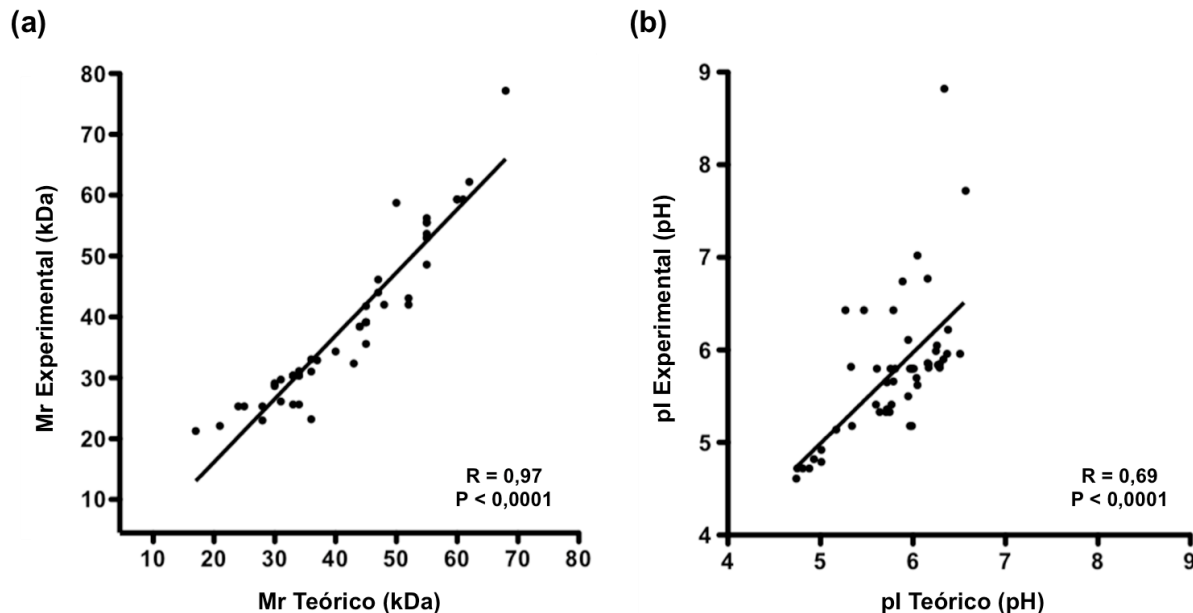 (a)
Mr Experimental (kDa)
80
70
60
50
40
30
20
10
10 20 30 40 50 60 70 80
Mr Teórico (kDa)
R = 0,97
P < 0,0001
(b)
pI Experimental (pH)
9
8
7
6
5
4
4 5 6 7 8 9
pI Teórico (pH)
R = 0,69
P < 0,0001